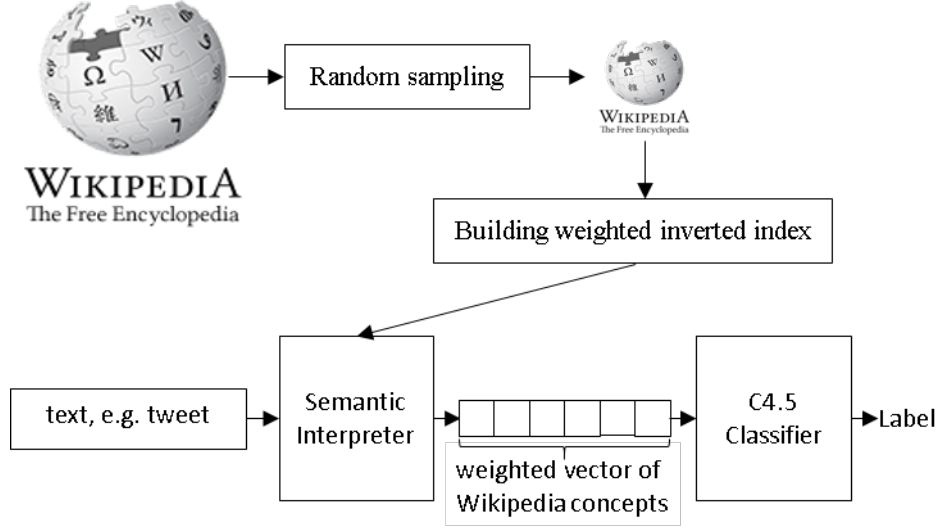 Random sampling
WIKIPEDIA
The Free Encyclopedia
WIKIPEDIA
The Free Encyclopedia
Building weighted inverted index
text, e.g. tweet
Semantic
Interpreter
weighted vector of
Wikipedia concepts
C4.5
Classifier
Label